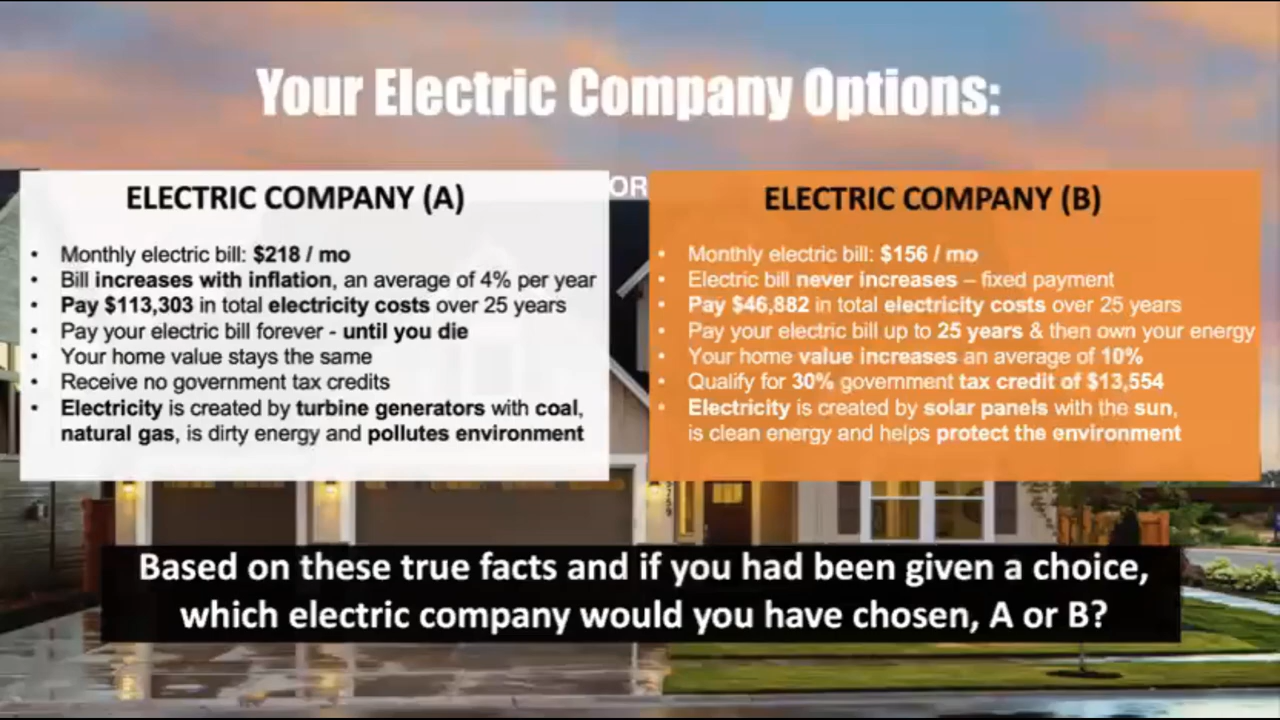 Your Electric Company Options:
ELECTRIC COMPANY (A)
• Monthly electric bill: $218 / mo
• Bill increases with inflation, an average of 4% per year
• Pay $113,303 in total electricity costs over 25 years
• Pay your electric bill forever - until you die
• Your home value stays the same
• Receive no government tax credits
• Electricity is created by turbine generators with coal,
natural gas, is dirty energy and pollutes environment
OR
ELECTRIC COMPANY (B)
• Monthly electric bill: $156 / mo
• Electric bill never increases – fixed payment
• Pay $46,882 in total electricity costs over 25 years
• Pay your electric bill up to 25 years & then own your energy
• Your home value increases an average of 10%
• Qualify for 30% government tax credit of $13,554
• Electricity is created by solar panels with the sun,
is clean energy and helps protect the environment
Based on these true facts and if you had been given a choice,
which electric company would you have chosen, A or B?